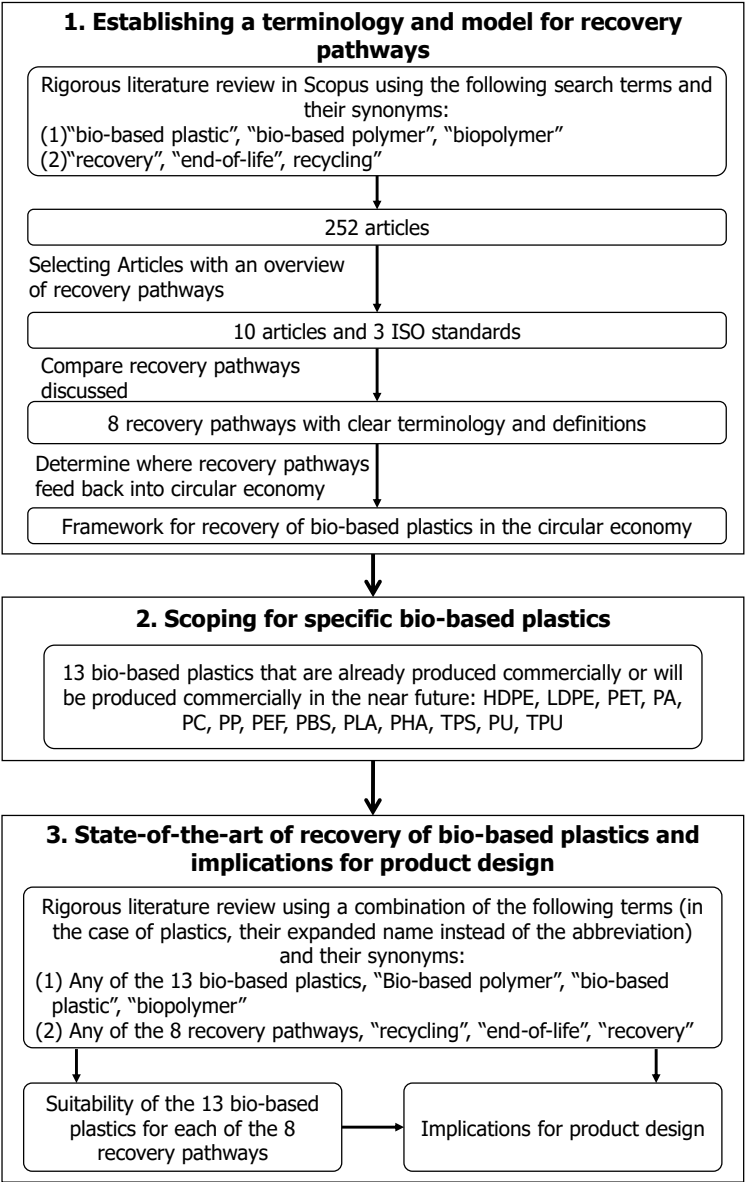 1. Establishing a terminology and model for recovery
pathways
Rigorous literature review in Scopus using the following search terms and
their synonyms:
(1)“bio-based plastic”, “bio-based polymer”, “biopolymer”
(2)“recovery”, “end-of-life”, recycling”
252 articles
Selecting Articles with an overview
of recovery pathways
10 articles and 3 ISO standards
Compare recovery pathways
discussed
8 recovery pathways with clear terminology and definitions
Determine where recovery pathways
feed back into circular economy
Framework for recovery of bio-based plastics in the circular economy
2. Scoping for specific bio-based plastics
13 bio-based plastics that are already produced commercially or will
be produced commercially in the near future: HDPE, LDPE, PET, PA,
PC, PP, PEF, PBS, PLA, PHA, TPS, PU, TPU
3. State-of-the-art of recovery of bio-based plastics and
implications for product design
Rigorous literature review using a combination of the following terms (in
the case of plastics, their expanded name instead of the abbreviation)
and their synonyms:
(1) Any of the 13 bio-based plastics, “Bio-based polymer”, “bio-based
plastic”, “biopolymer”
(2) Any of the 8 recovery pathways, “recycling”, “end-of-life”, “recovery”
Suitability of the 13 bio-based
plastics for each of the 8
recovery pathways
Implications for product design